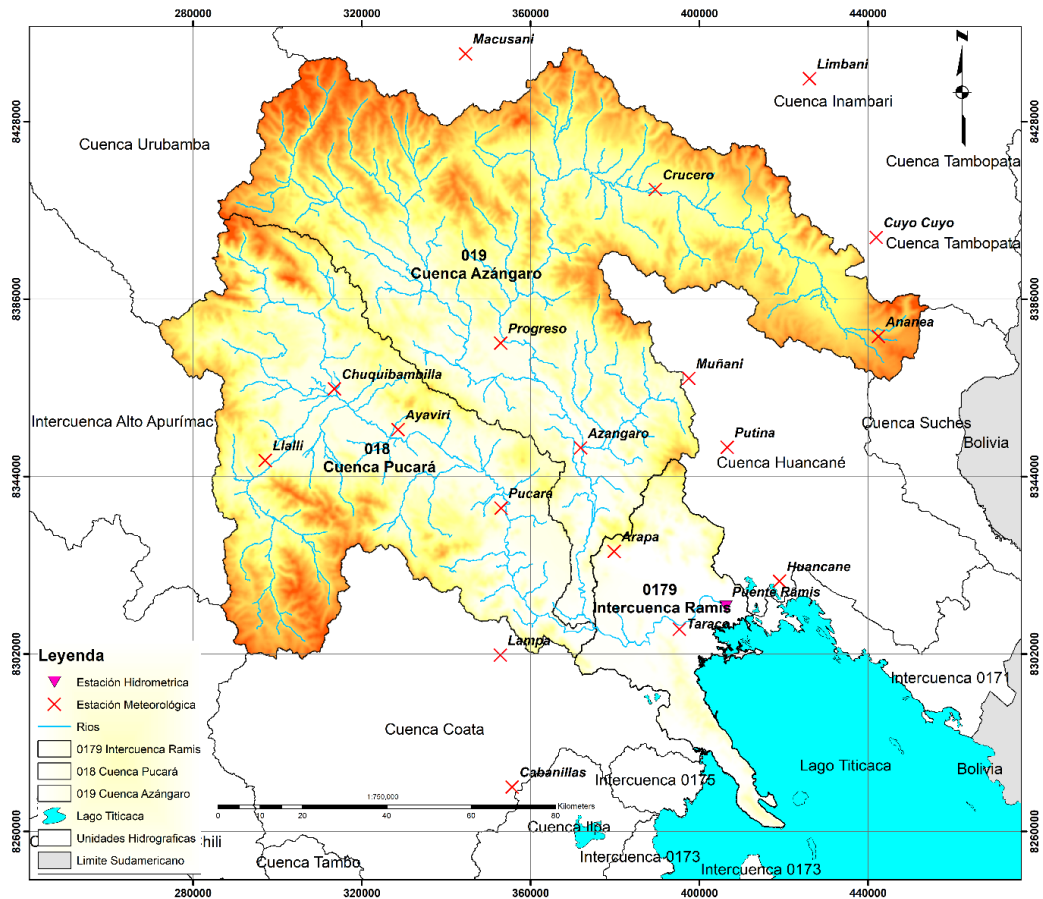 280000
320000
360000
400000
440000
Macusani
Limbani
N
Cuenca Inambari
8428000
8428000
Cuenca Urubamba
Cuenca Tambopata
Crucero
Cuyo Cuyo
Cuenca Tambopata
019
Cuenca Azángaro
8386000
8386000
Ananea
Progreso
Muñani
Chuquibambilla
Ayaviri
Intercuenca Alto Apurímac
Cuenca Suches
Azangaro
Putina
Bolivia
Llalli
018
Cuenca Pucará
Cuenca Huancané
8344000
8344000
Pucará
Arapa
Huancane
0179
Intercuenca Ramis
Puente Ramis
Taraco
Lampa
8302000
8302000
Leyenda
Estación Hidrometrica
Estación Meteorológica
Rios
0179 Intercuenca Ramis
018 Cuenca Pucará
019 Cuenca Azángaro
Lago Titicaca
Unidades Hidrograficas
Limite Sudamericano
Intercuenca 0171
Cuenca Coata
Lago Titicaca
Bolivia
Cabanillas
Intercuenca 0175
1:750,000
Kilometers
0 10 20 40 60 80
Cuenca Ilpa
8260000
8260000
C
hili
Cuenca Tambo
Intercuenca 0173
Intercuenca 0173
280000
320000
360000
400000
440000